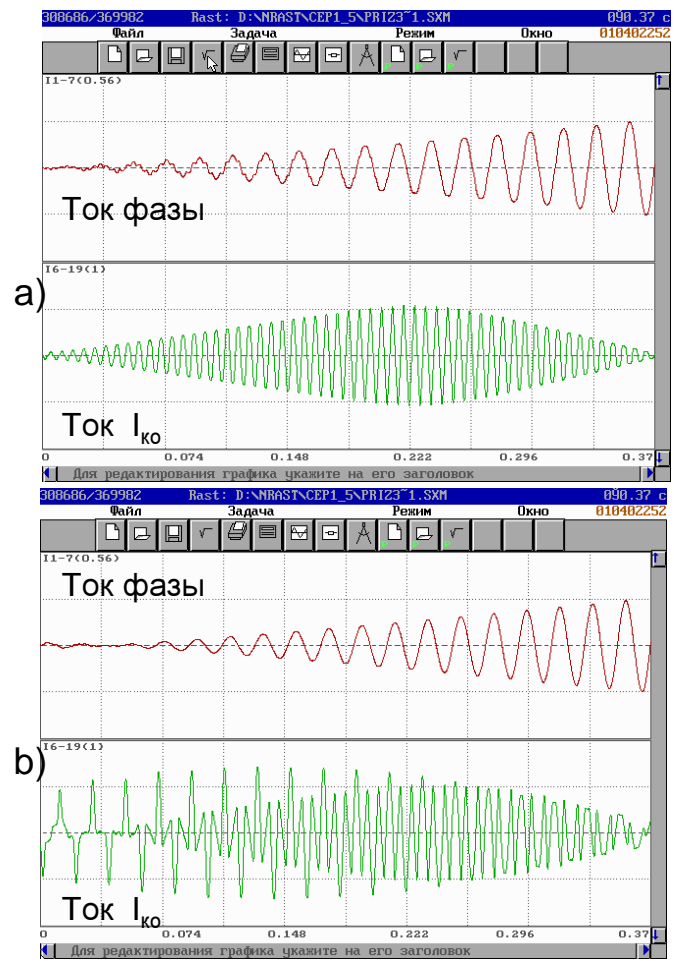 308686/369982 Rast: D:\NRAST\CEP1_5\PRIZ3~1.SXM 090.37 с
Файл Задача Режим Окно 010402252
I1-7(0.56)
Ток фазы
I6-19(1)
a)
Ток Iко
0 0.074 0.148 0.222 0.296 0.37
Для редактирования графика укажите на его заголовок
308686/369982 Rast: D:\NRAST\CEP1_5\PRIZ3~1.SXM 090.37 с
Файл Задача Режим Окно 010402252
I1-7(0.56)
Ток фазы
I6-19(1)
b)
Ток Iко
0 0.074 0.148 0.222 0.296 0.37
Для редактирования графика укажите на его заголовок